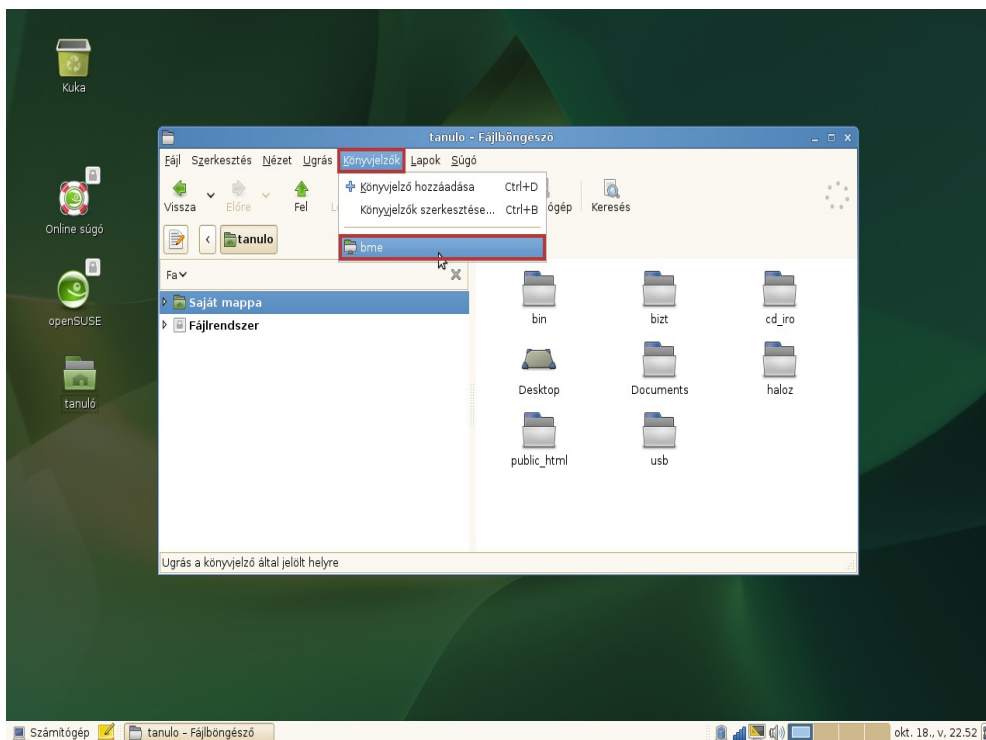 Kuka
Online súgó
openSUSE
tanuló
tanulo - Fájlböngésző
Fájl Szerkesztés Nézet Ugrás Könyvjelzők Lapok Súgó
Vissza Előre Fel Keresés
Könyvjelző hozzáadása Ctrl+D
Könyvjelzők szerkesztése... Ctrl+B
bme
tanulo
Fa
Saját mappa
Fájlrendszer
bin bizt cd_iro
Desktop Documents haloz
public_html usb
Ugrás a könyvjelző által jelölt helyre
Számítógép tanulo - Fájlböngésző okt. 18., v, 22.52